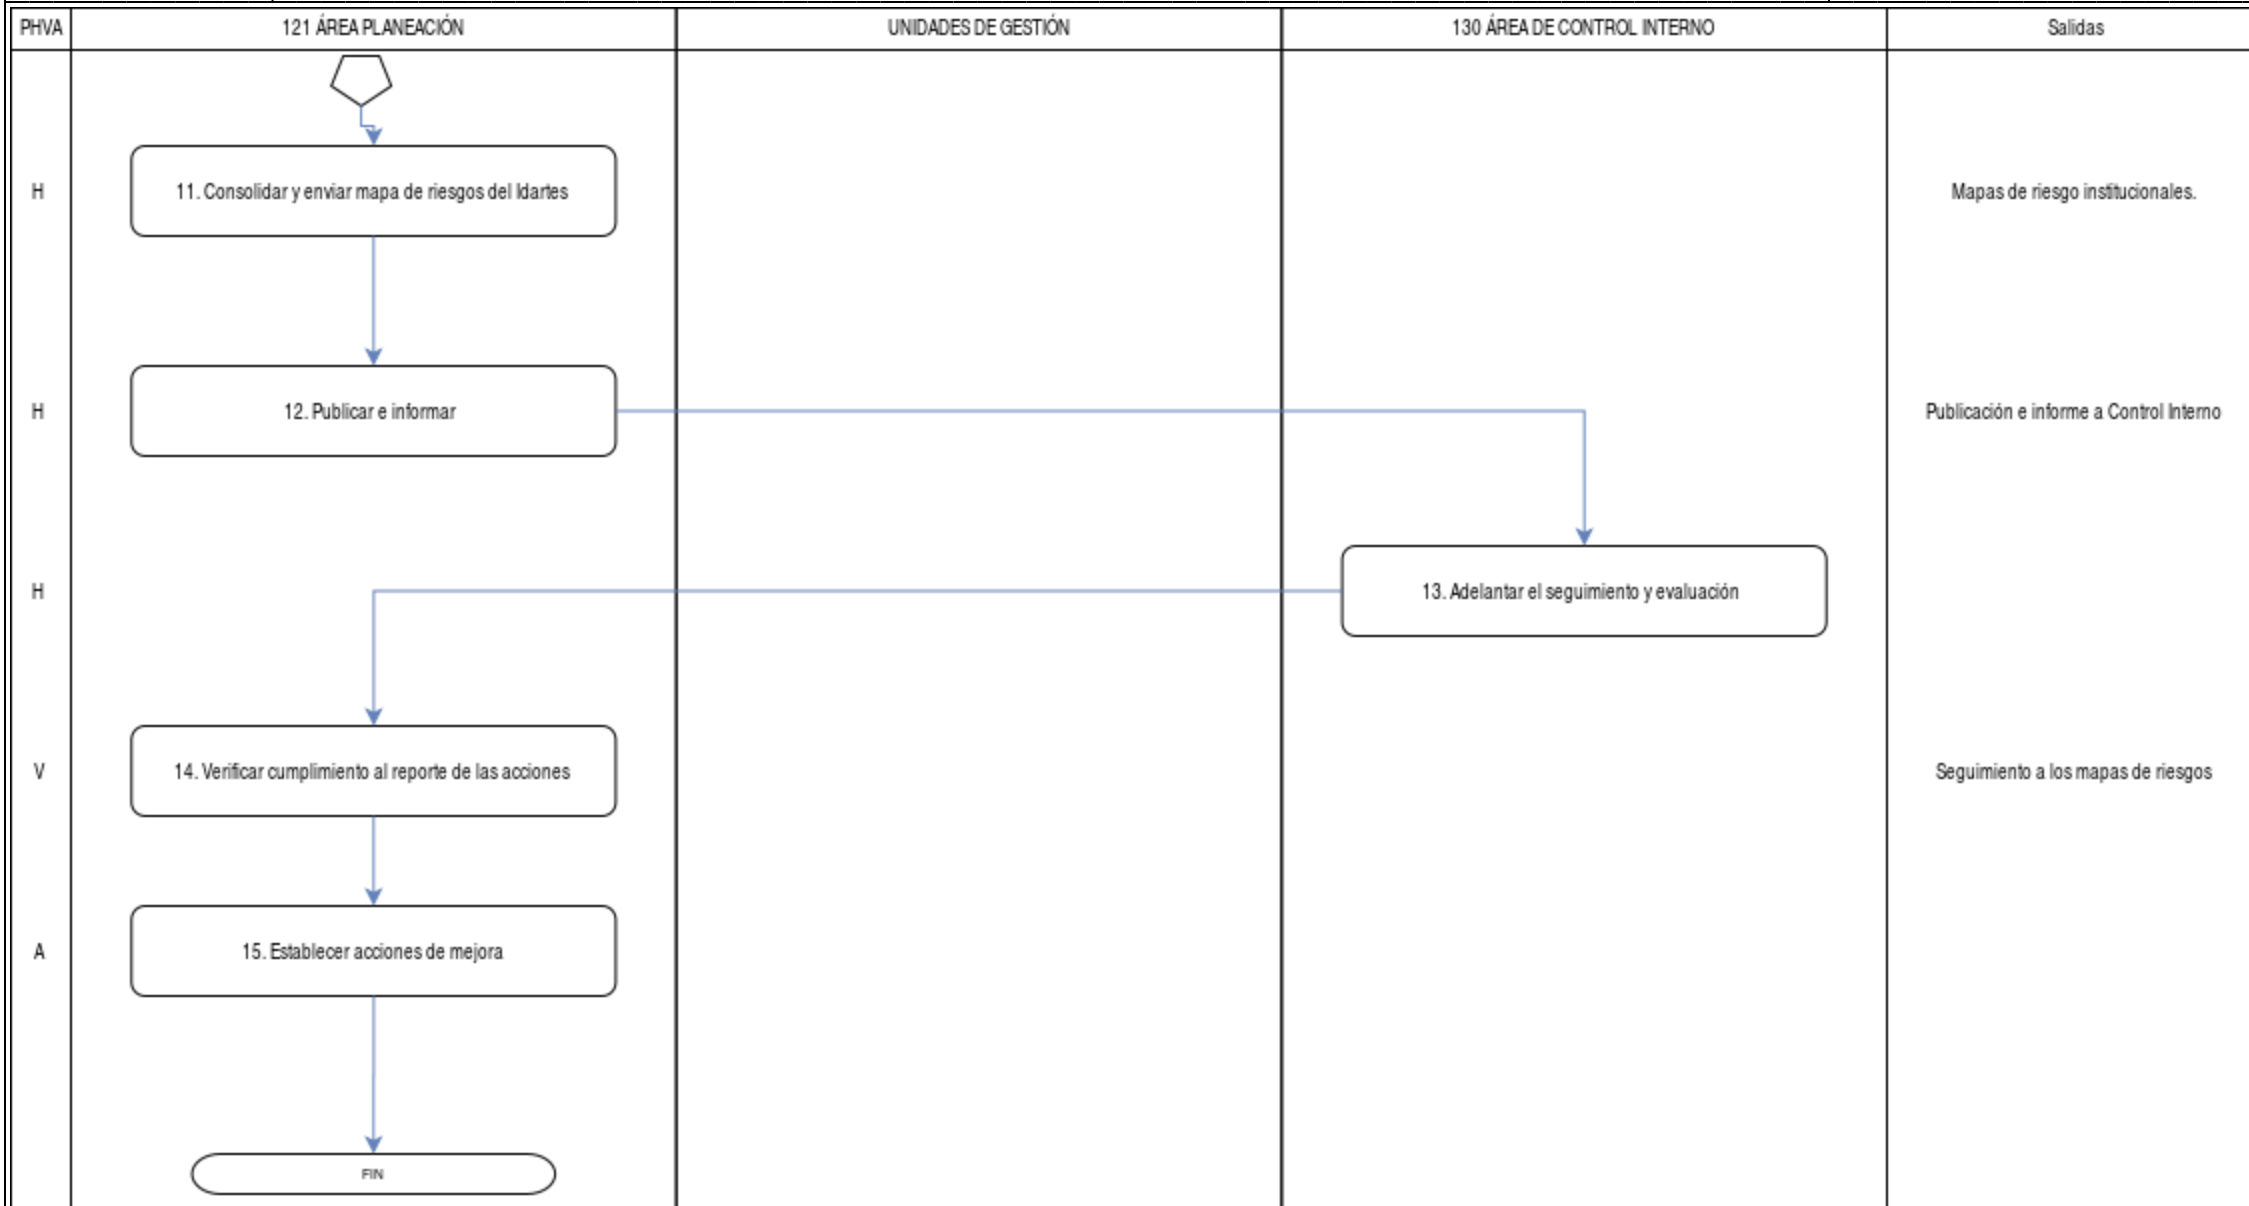 PHVA
121 ÁREA PLANEACIÓN
UNIDADES DE GESTIÓN
130 ÁREA DE CONTROL INTERNO
Salidas
H
11. Consolidar y enviar mapa de riesgos del Idartes
Mapas de riesgo institucionales.
H
12. Publicar e informar
Publicación e informe a Control Interno
H
13. Adelantar el seguimiento y evaluación
V
14. Verificar cumplimiento al reporte de las acciones
Seguimiento a los mapas de riesgos
A
15. Establecer acciones de mejora
FIN